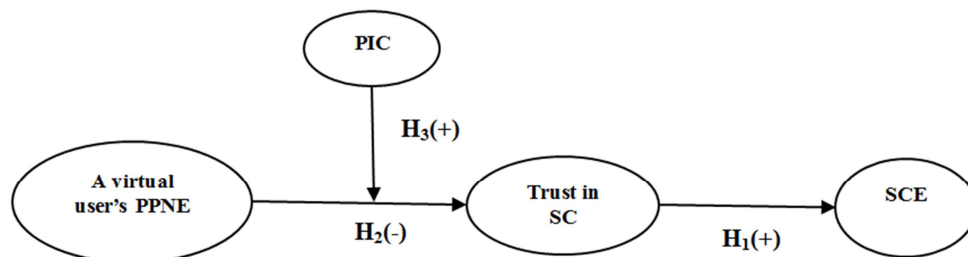 PIC
H₃(+)
A virtual
user's PPNE
H₂(-)
Trust in
SC
H₁(+)
SCE